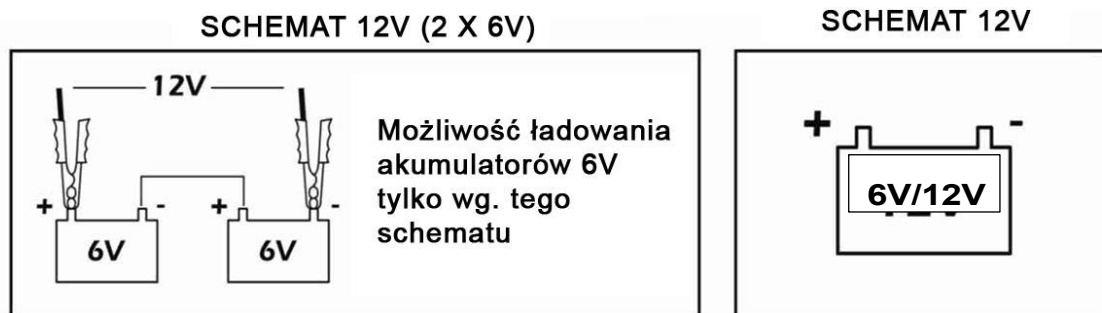 SCHEMAT 12V (2 X 6V)
12V
+ - + -
6V 6V
Możliwość ładowania
akumulatorów 6V
tylko wg. tego
schematu
SCHEMAT 12V
+ -
6V/12V